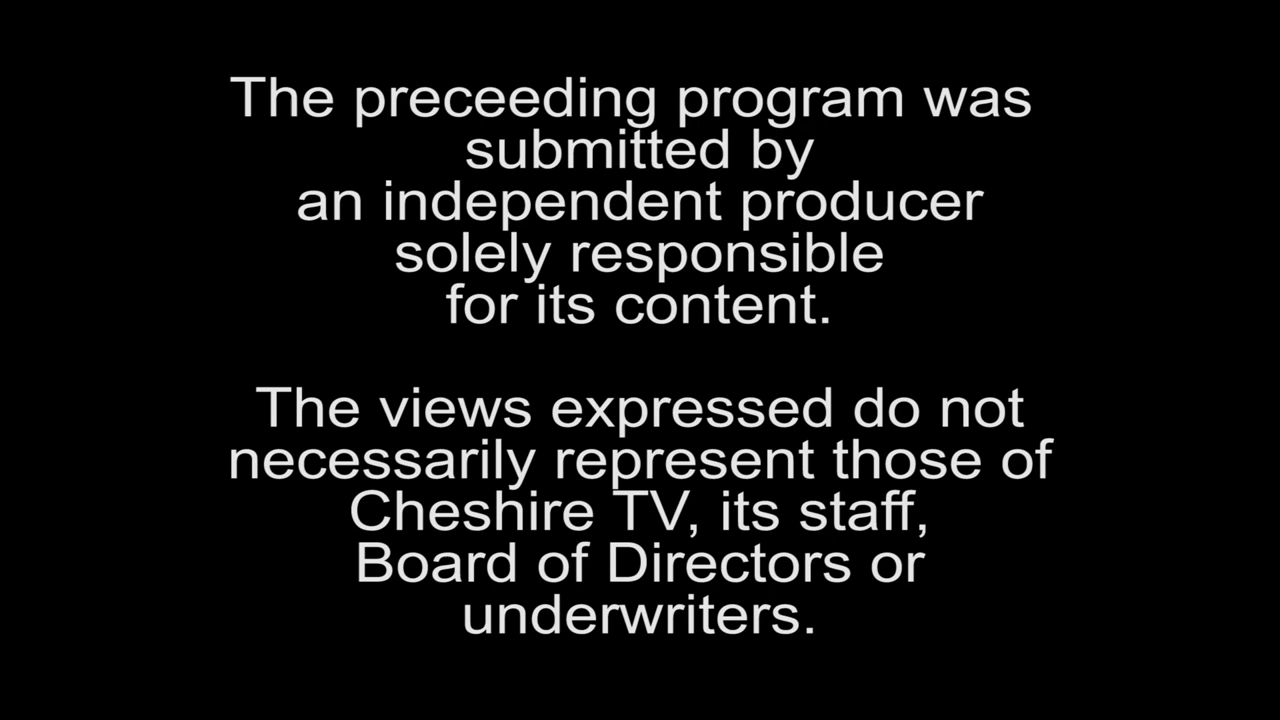 The preceeding program was
submitted by
an independent producer
solely responsible
for its content.
The views expressed do not
necessarily represent those of
Cheshire TV, its staff,
Board of Directors or
underwriters.